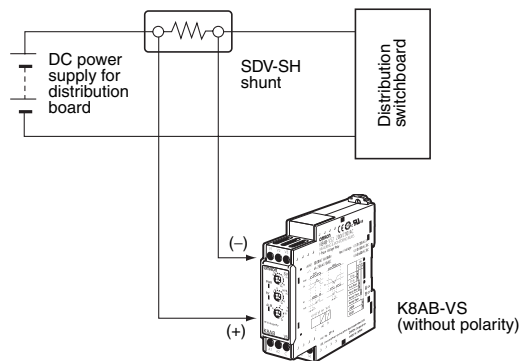 DC power
supply for
distribution
board
SDV-SH
shunt
Distribution
switchboard
(−)
(+)
K8AB-VS
(without polarity)